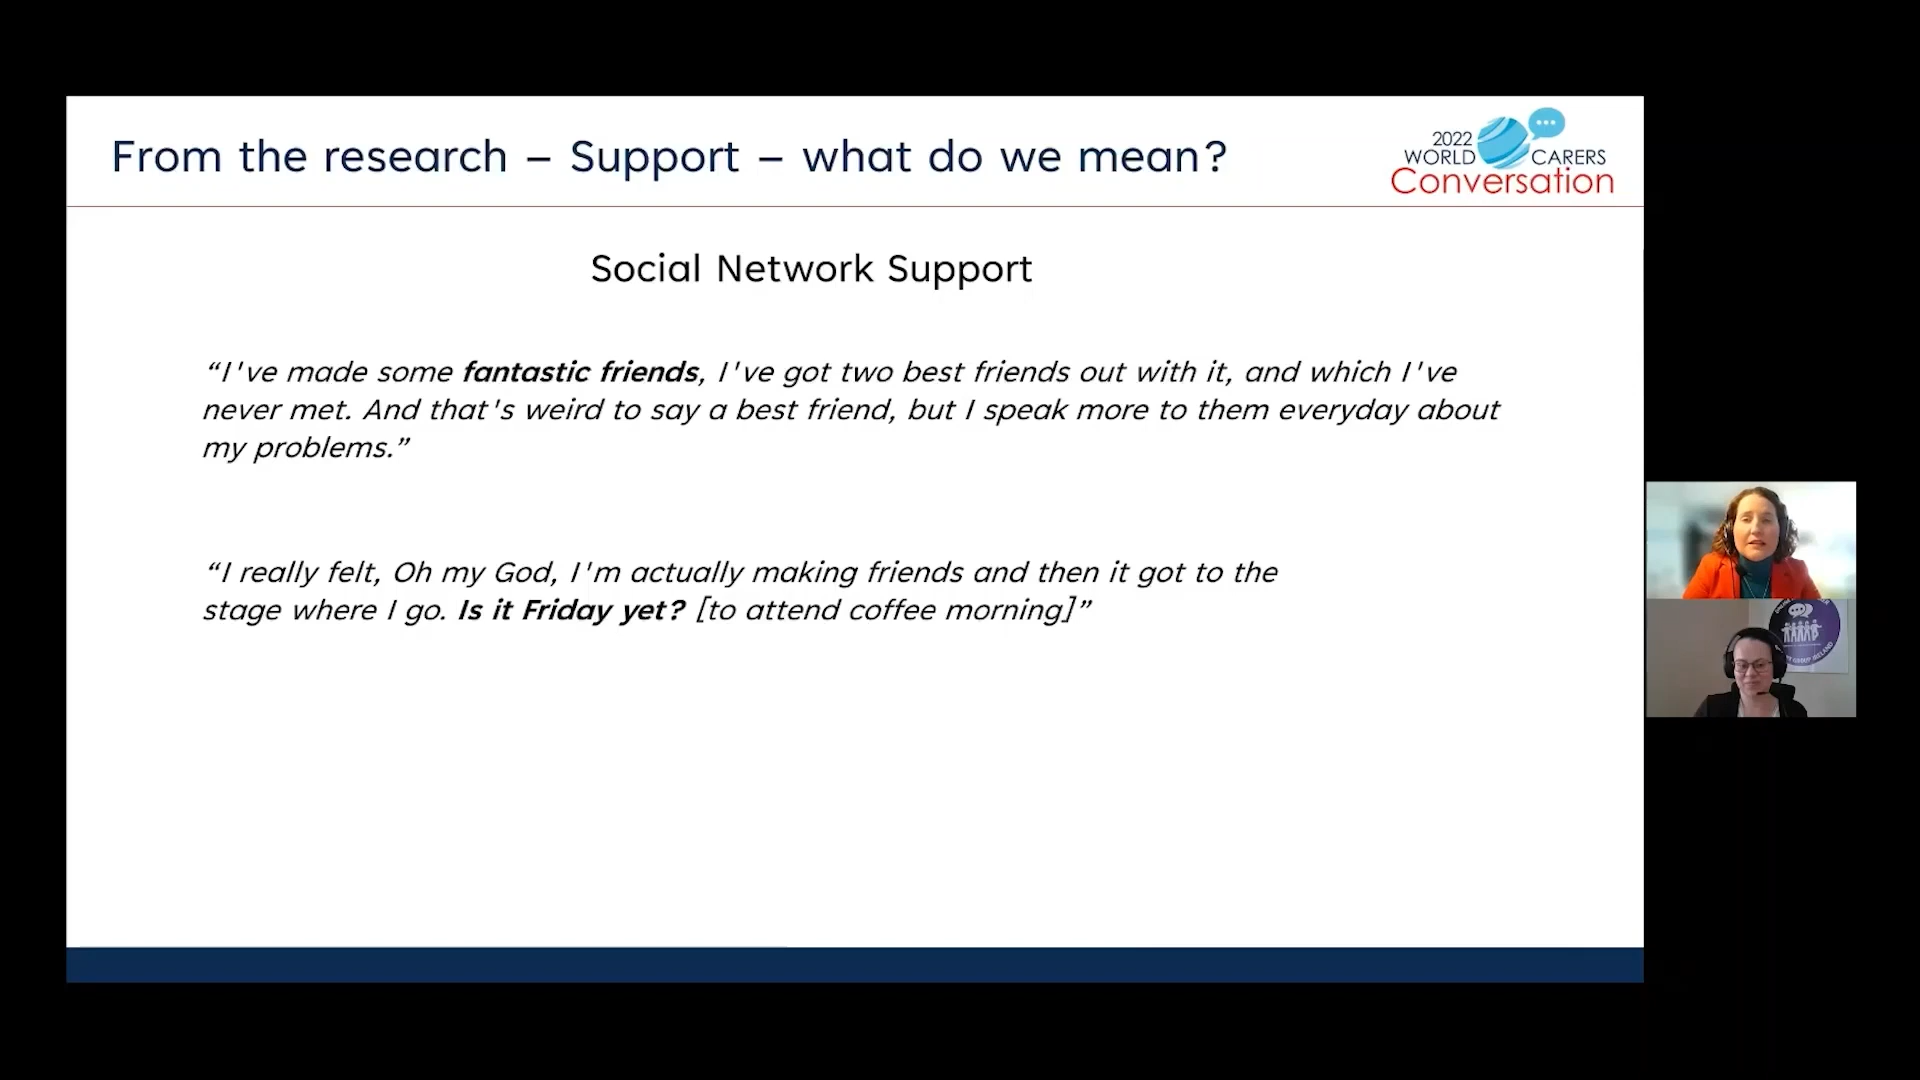 From the research – Support – what do we mean?
2022
WORLD CARERS
Conversation
Social Network Support
“I've made some fantastic friends, I've got two best friends out with it, and which I've
never met. And that's weird to say a best friend, but I speak more to them everyday about
my problems.”
“I really felt, Oh my God, I'm actually making friends and then it got to the
stage where I go. Is it Friday yet? [to attend coffee morning]”
GROUP IRELAND